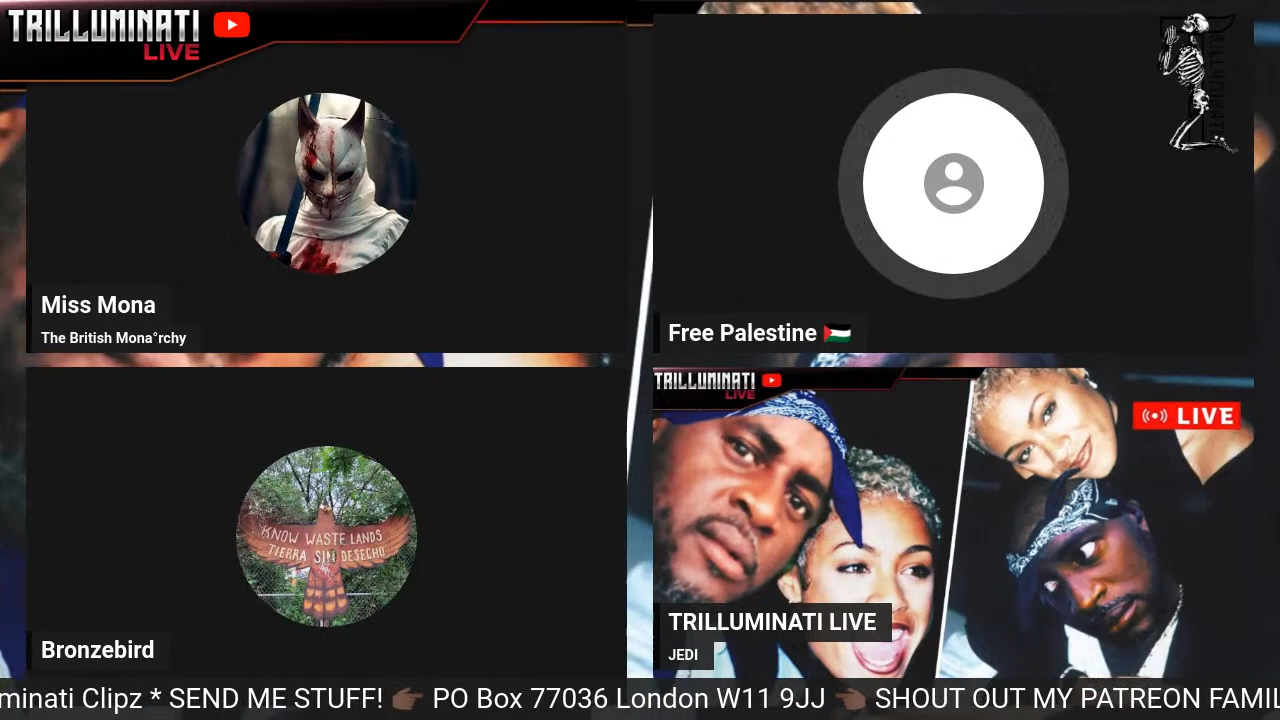 TRILLUMINATI
LIVE
TRILLUMINATI
Miss Mona
The British Mona°rchy
Free Palestine 🇵🇸
KNOW WASTE LANDS
TIERRA SIN DESECHO
Bronzebird
TRILLUMINATI
LIVE
LIVE
TRILLUMINATI LIVE
JEDI
minati Clipz * SEND ME STUFF! 👉🏾 PO Box 77036 London W11 9JJ 👈🏾 SHOUT OUT MY PATREON FAMIL